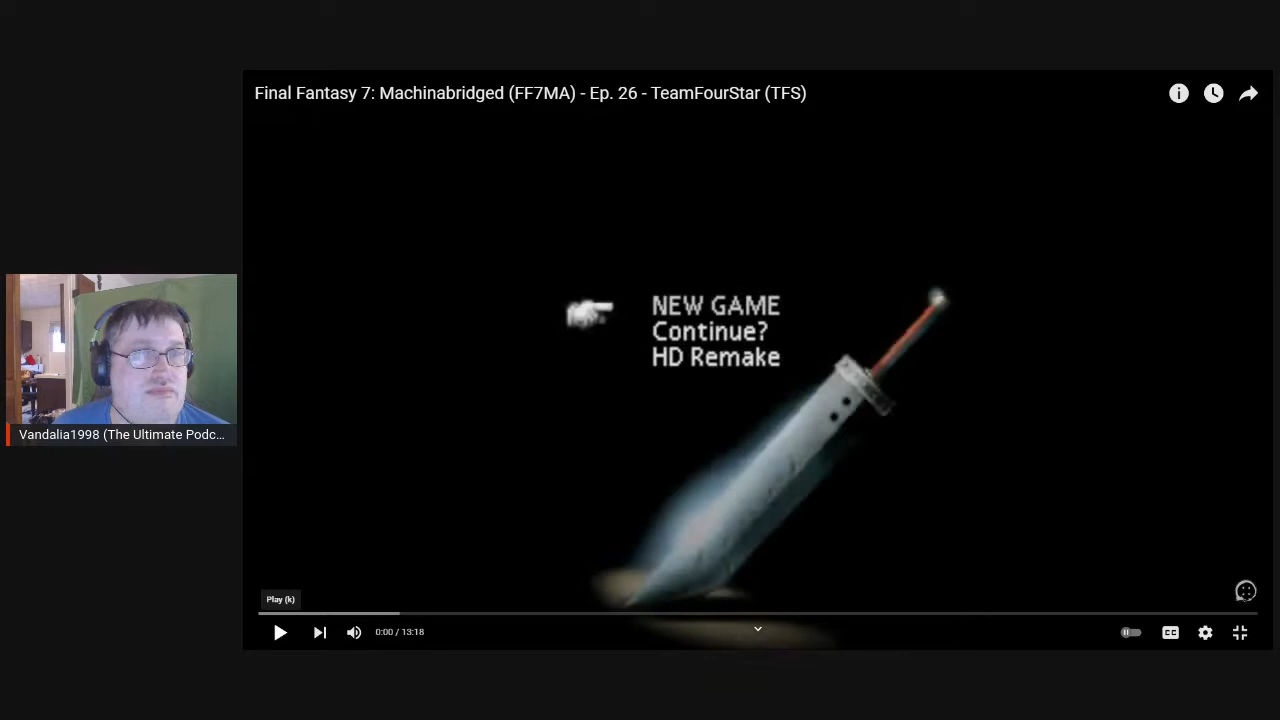 Final Fantasy 7: Machinabridged (FF7MA) - Ep. 26 - TeamFourStar (TFS)
NEW GAME
Continue?
HD Remake
Vandalia1998 (The Ultimate Podc...
Play (k)
0:00 / 13:18
CC